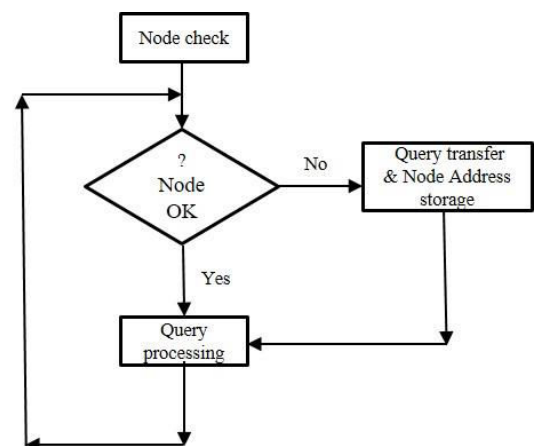 Node check
?
Node
OK
No
Query transfer
& Node Address
storage
Yes
Query
processing